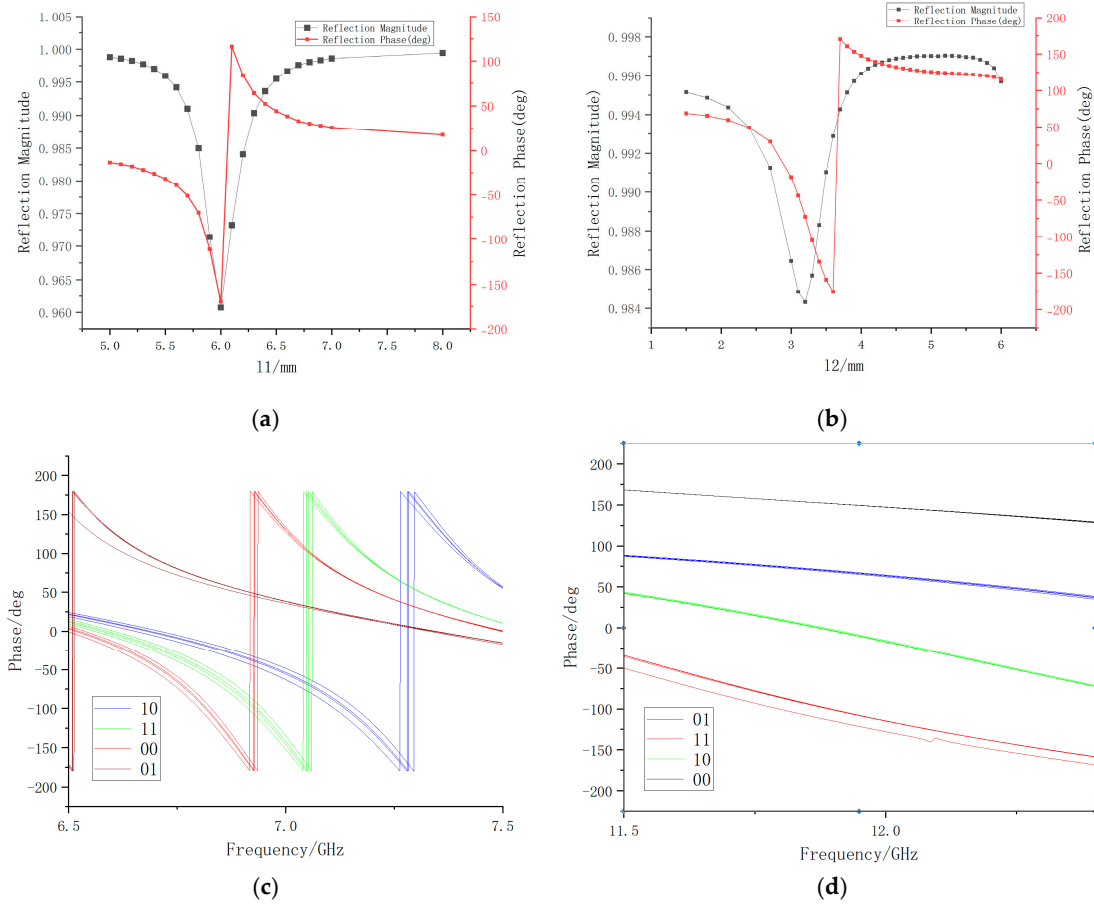 Reflection Magnitude
Reflection Phase(deg)
1.005
1.000
0.995
0.990
0.985
0.980
0.975
0.970
0.965
0.960
Reflection Magnitude
150
100
50
0
-50
-100
-150
-200
Reflection Phase(deg)
5.0 5.5 6.0 6.5 7.0 7.5 8.0
l1/mm
(a)
Reflection Magnitude
Reflection Phase(deg)
0.998
0.996
0.994
0.992
0.990
0.988
0.986
0.984
Reflection Magnitude)
200
150
100
50
0
-50
-100
-150
-200
Reflection Phase(deg)
1 2 3 4 5 6
l2/mm
(b)
200
150
100
50
0
-50
-100
-150
-200
Phase/deg
10
11
00
01
6.5 7.0 7.5
Frequency/GHz
(c)
200
150
100
50
0
-50
-100
-150
-200
Phase/deg
01
11
10
00
11.5 12.0
Frequency/GHz
(d)